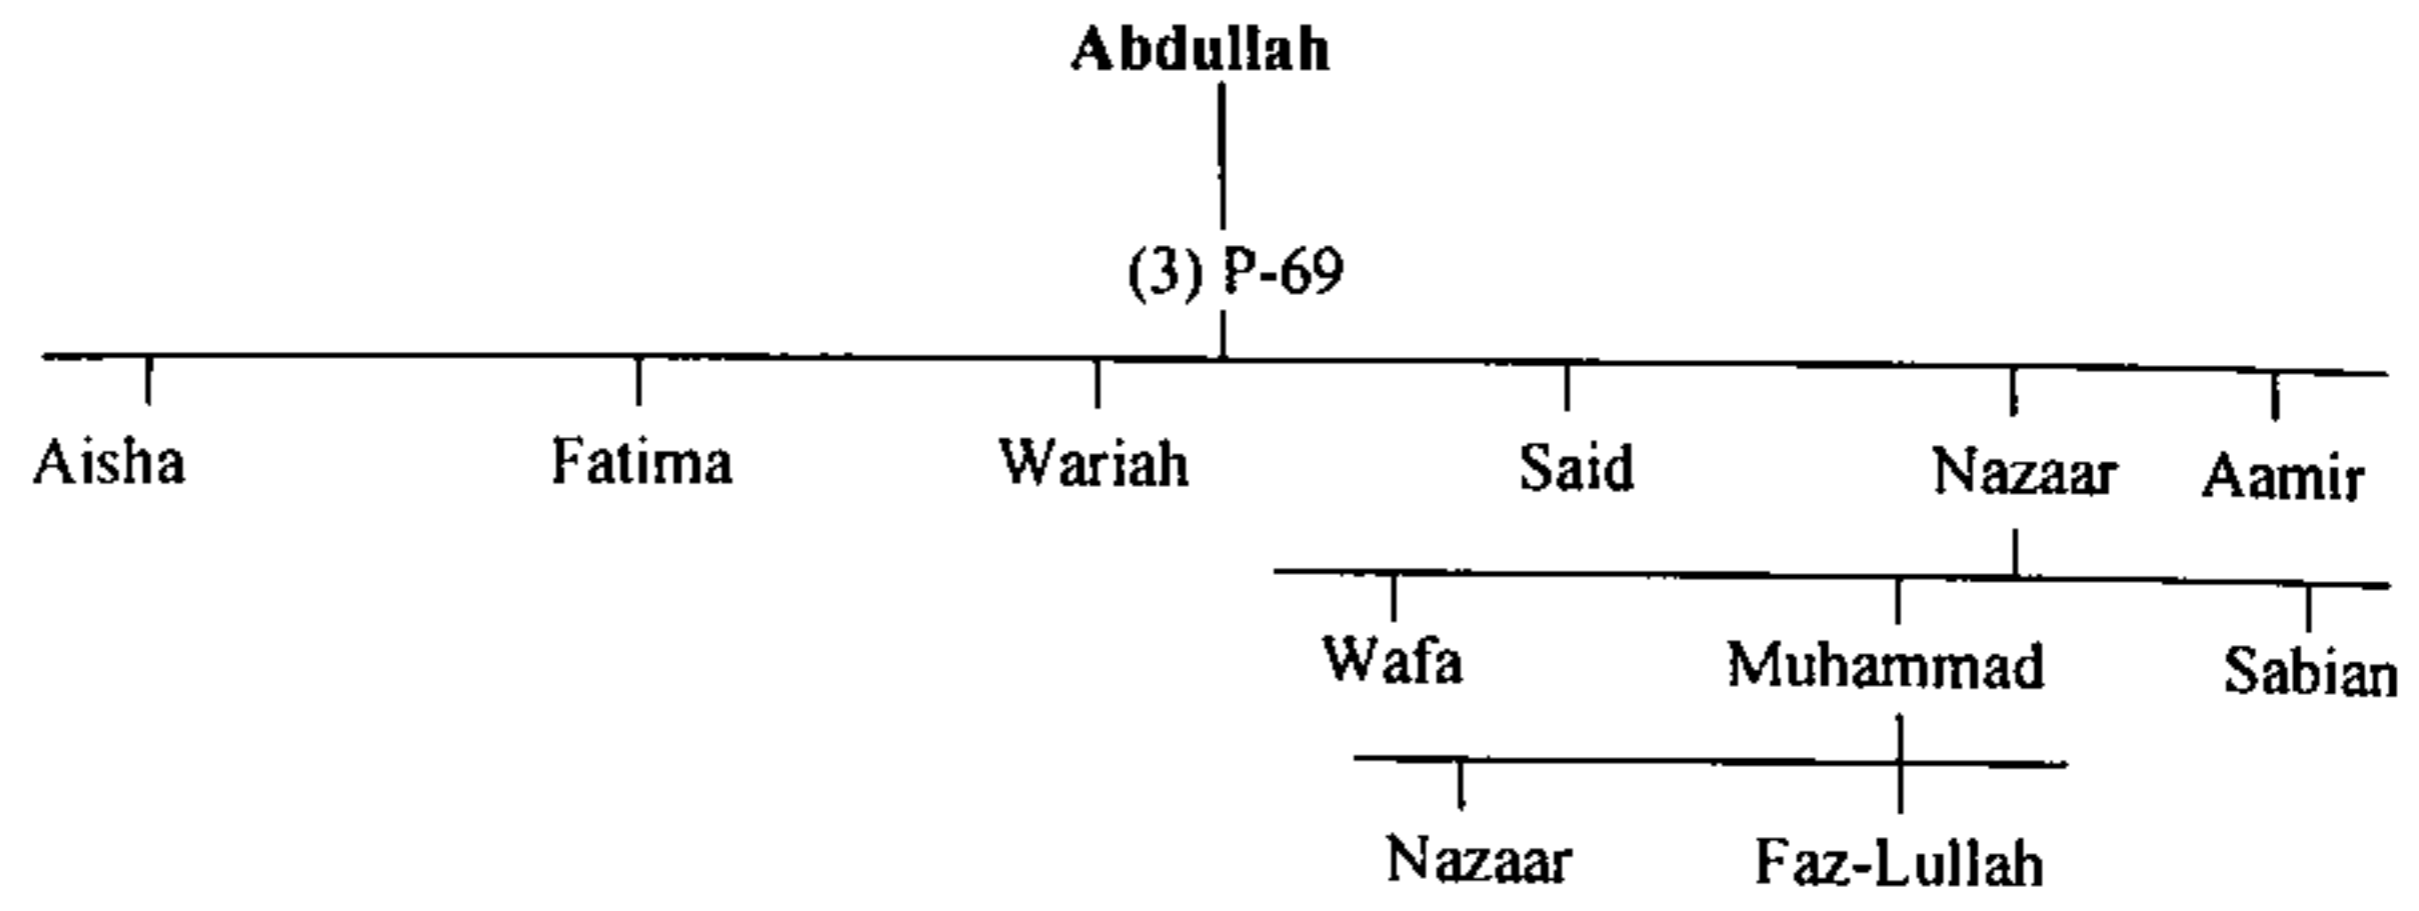 Abdullah
(3) P-69
Aisha Fatima Wariah Said Nazaar Aamir
Wafa Muhammad Sabian
Nazaar Faz-Lullah